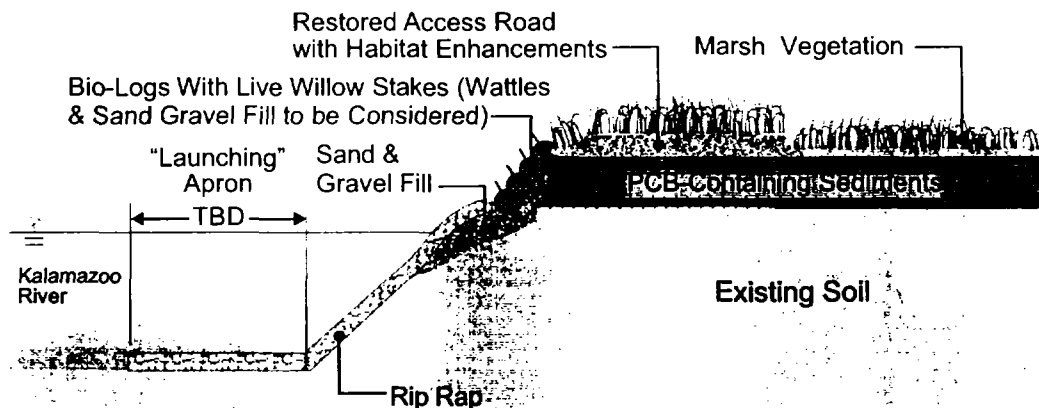 Restored Access Road
with Habitat Enhancements
Marsh Vegetation
Bio-Logs With Live Willow Stakes (Wattles
& Sand Gravel Fill to be Considered)
"Launching"
Apron
TBD
Sand &
Gravel Fill
PCB-Containing Sediments
Kalamazoo
River
Existing Soil
Rip Rap